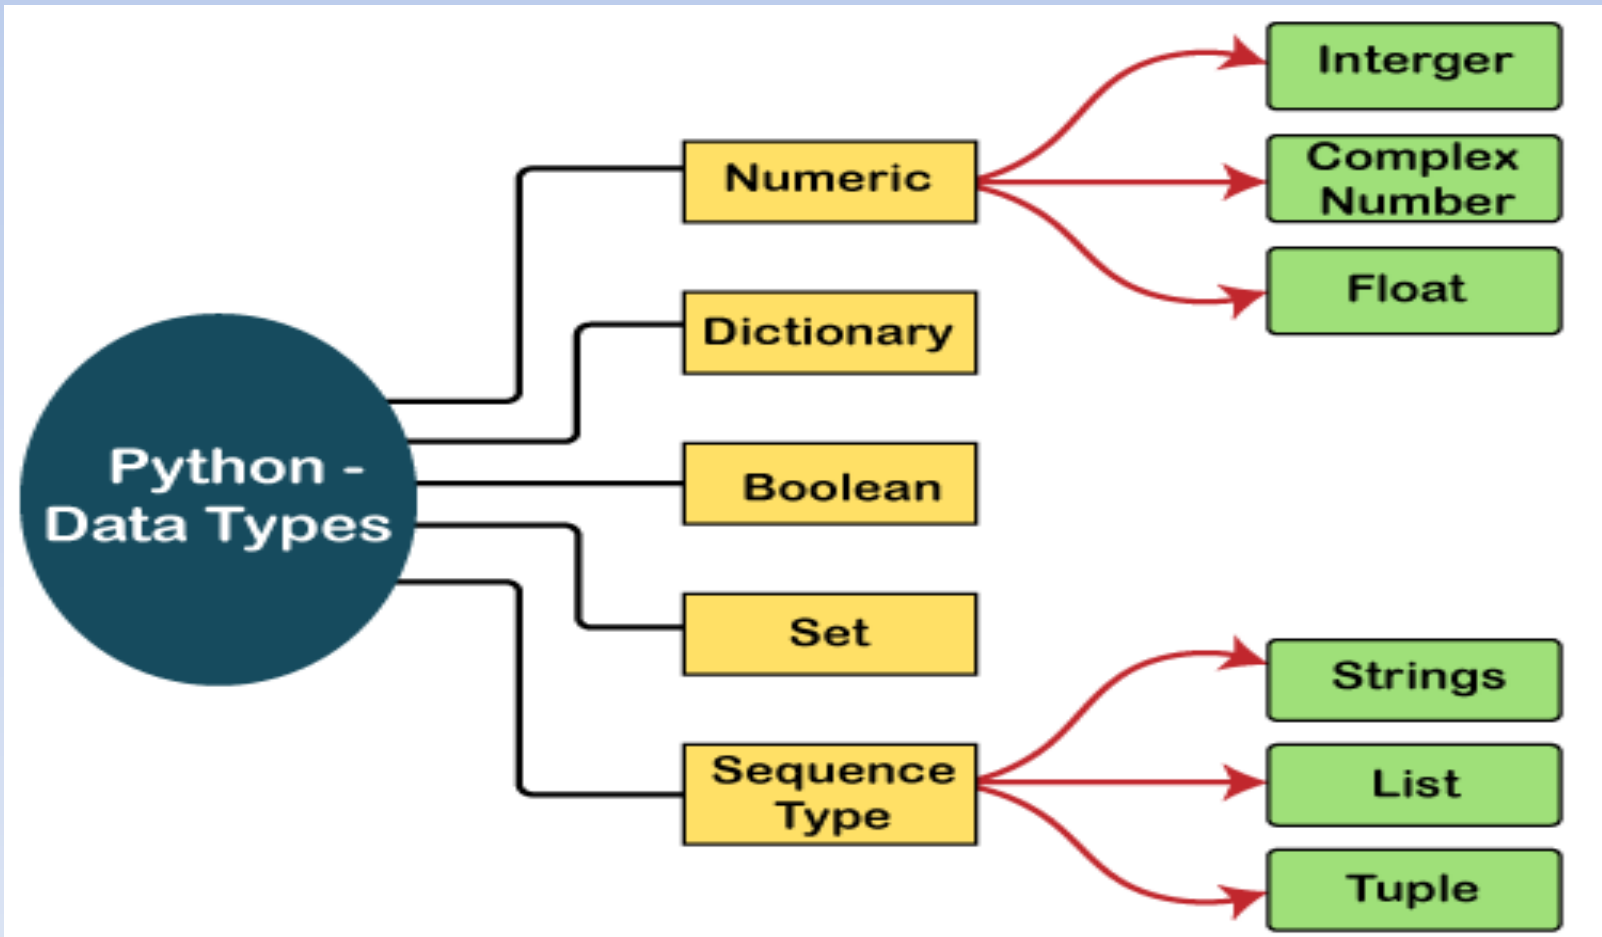 Python -
Data Types
Numeric
Interger
Complex
Number
Float
Dictionary
Boolean
Set
Sequence
Type
Strings
List
Tuple